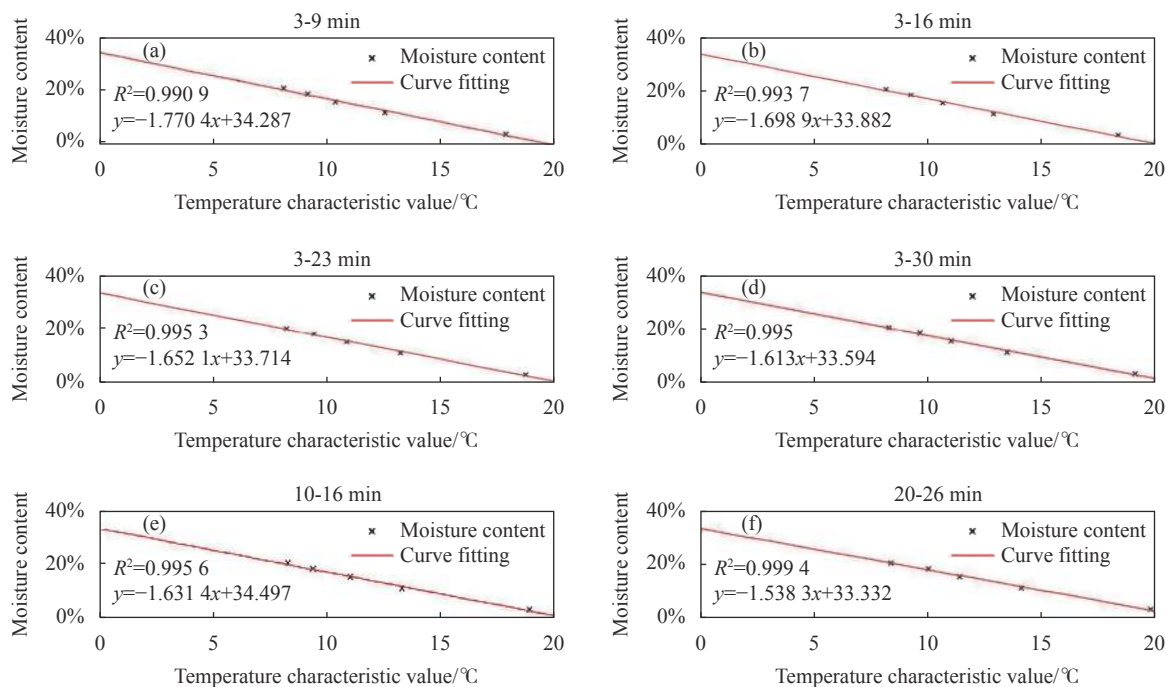 3-9 min
40%
20%
0%
Moisture content
(a)
Moisture content
Curve fitting
R²=0.990 9
y=−1.770 4x+34.287
0 5 10 15 20
Temperature characteristic value/℃
3-16 min
40%
20%
0%
Moisture content
(b)
Moisture content
Curve fitting
R²=0.993 7
y=−1.698 9x+33.882
0 5 10 15 20
Temperature characteristic value/℃
3-23 min
40%
20%
0%
Moisture content
(c)
Moisture content
Curve fitting
R²=0.995 3
y=−1.652 1x+33.714
0 5 10 15 20
Temperature characteristic value/℃
3-30 min
40%
20%
0%
Moisture content
(d)
Moisture content
Curve fitting
R²=0.995
y=−1.613x+33.594
0 5 10 15 20
Temperature characteristic value/℃
10-16 min
40%
20%
0%
Moisture content
(e)
Moisture content
Curve fitting
R²=0.995 6
y=−1.631 4x+34.497
0 5 10 15 20
Temperature characteristic value/℃
20-26 min
40%
20%
0%
Moisture content
(f)
Moisture content
Curve fitting
R²=0.999 4
y=−1.538 3x+33.332
0 5 10 15 20
Temperature characteristic value/℃